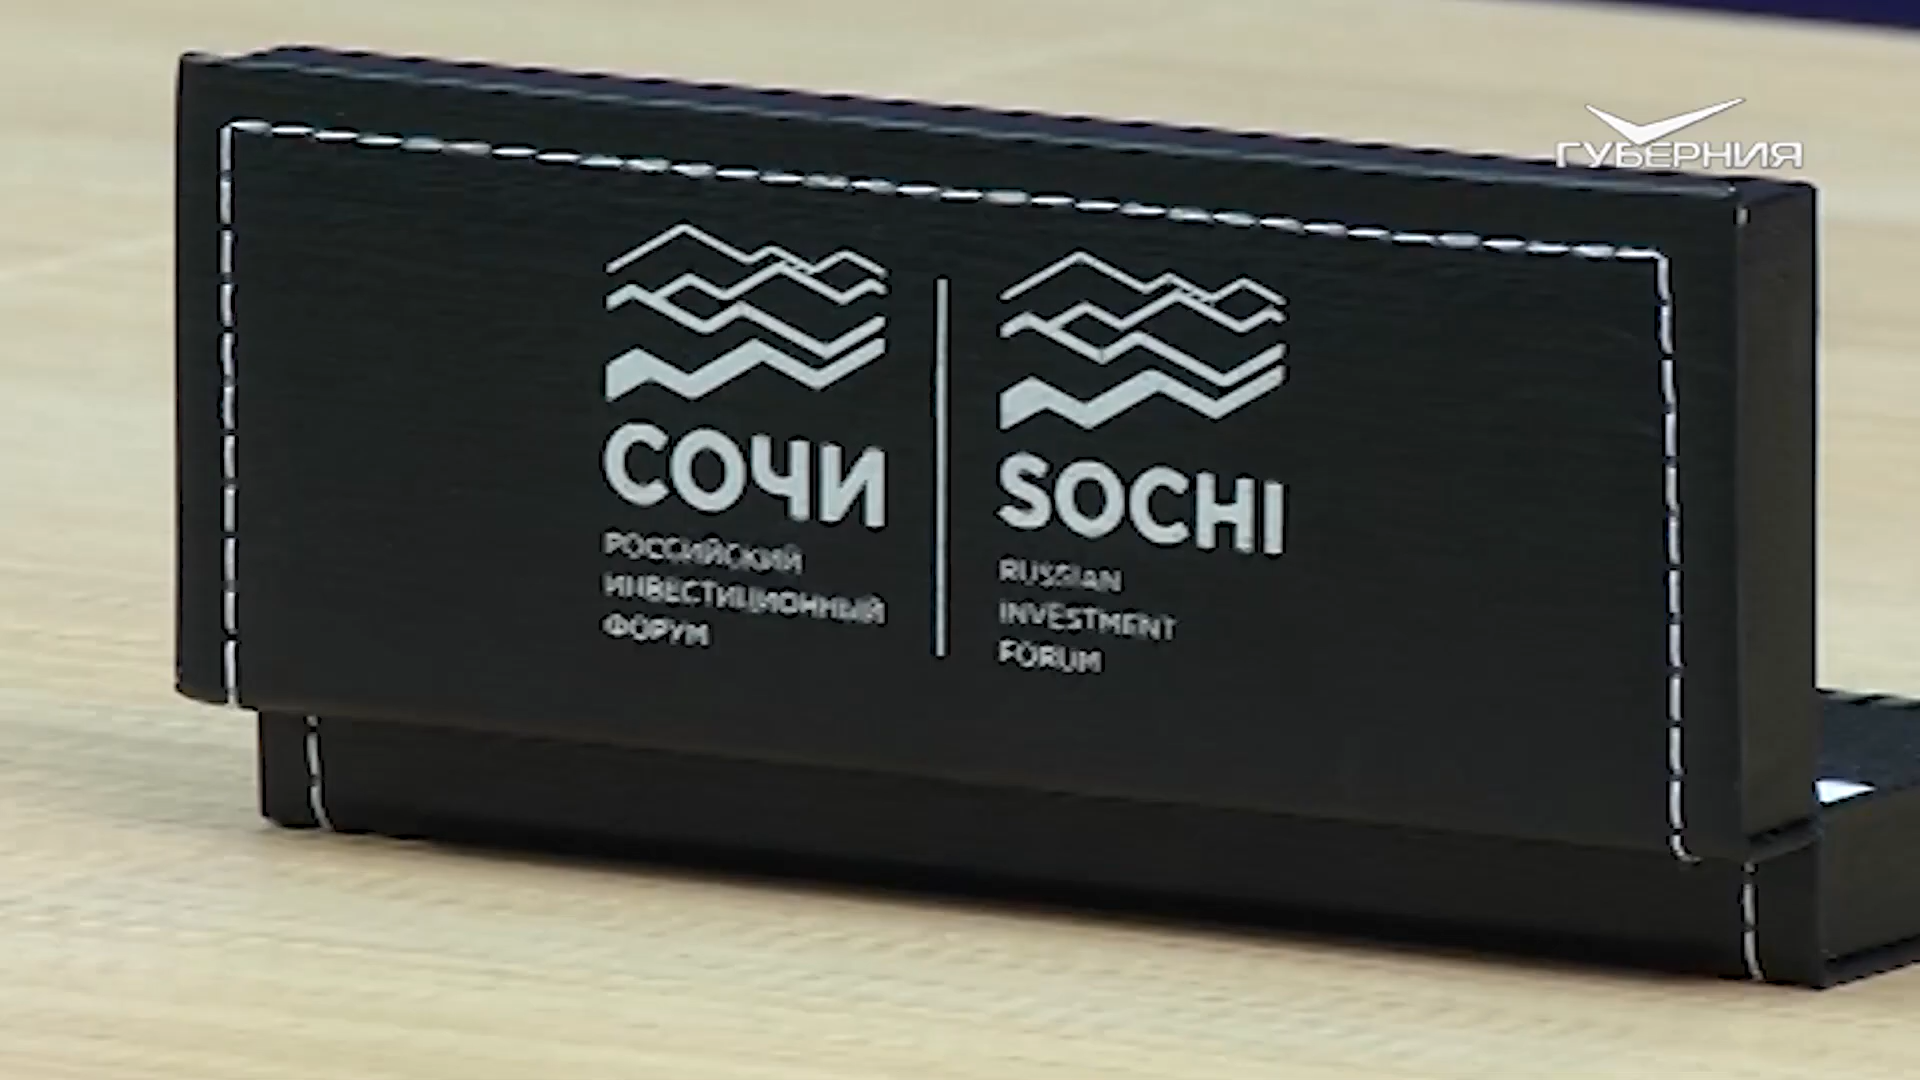 ГУБЕРНИЯ
СОЧИ
РОССИЙСКИЙ
ИНВЕСТИЦИОННЫЙ
ФОРУМ
SOCHI
RUSSIAN
INVESTMENT
FORUM